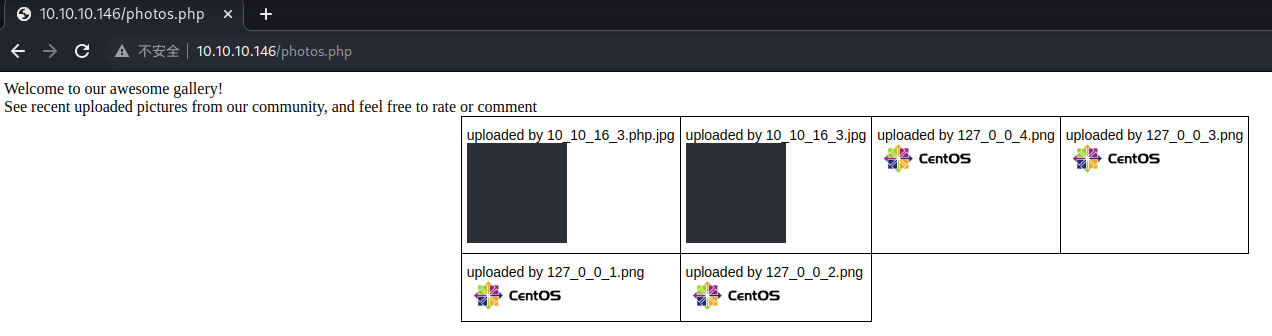 10.10.10.146/photos.php
不安全 10.10.10.146/photos.php
Welcome to our awesome gallery!
See recent uploaded pictures from our community, and feel free to rate or comment
uploaded by 10_10_16_3.php.jpg
uploaded by 10_10_16_3.jpg
uploaded by 127_0_0_4.png
CentOS
uploaded by 127_0_0_3.png
CentOS
uploaded by 127_0_0_1.png
CentOS
uploaded by 127_0_0_2.png
CentOS